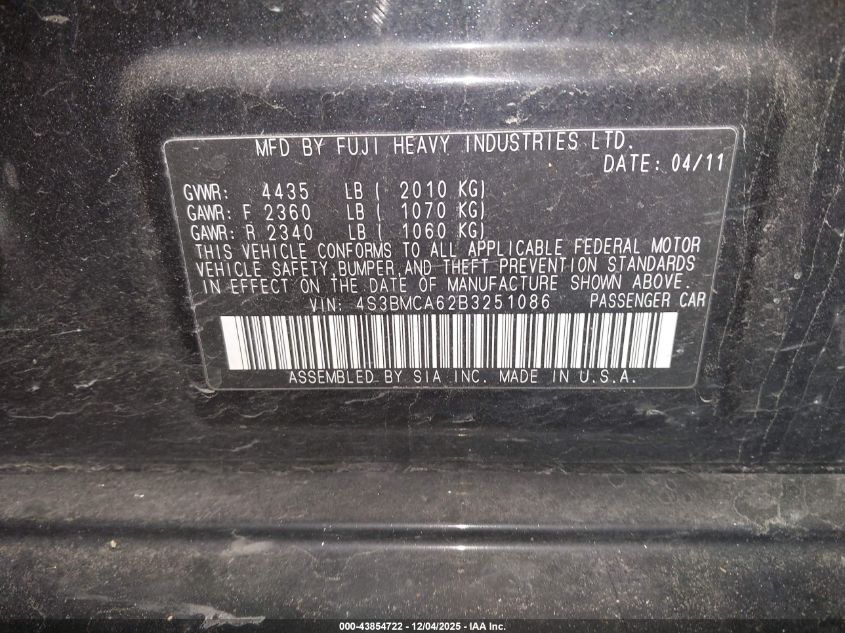 MFD BY FUJI HEAVY INDUSTRIES LTD.
DATE: 04/11
GVWR: 4435 LB ( 2010 KG)
GAWR: F 2360 LB ( 1070 KG)
GAWR: R 2340 LB ( 1060 KG)
THIS VEHICLE CONFORMS TO ALL APPLICABLE FEDERAL MOTOR
VEHICLE SAFETY, BUMPER, AND THEFT PREVENTION STANDARDS
IN EFFECT ON THE DATE OF MANUFACTURE SHOWN ABOVE.
VIN: 4S3BMCA62B3251086 PASSENGER CAR
ASSEMBLED BY SIA INC. MADE IN U.S.A.
000-43854722 - 12/04/2025 - IAA Inc.